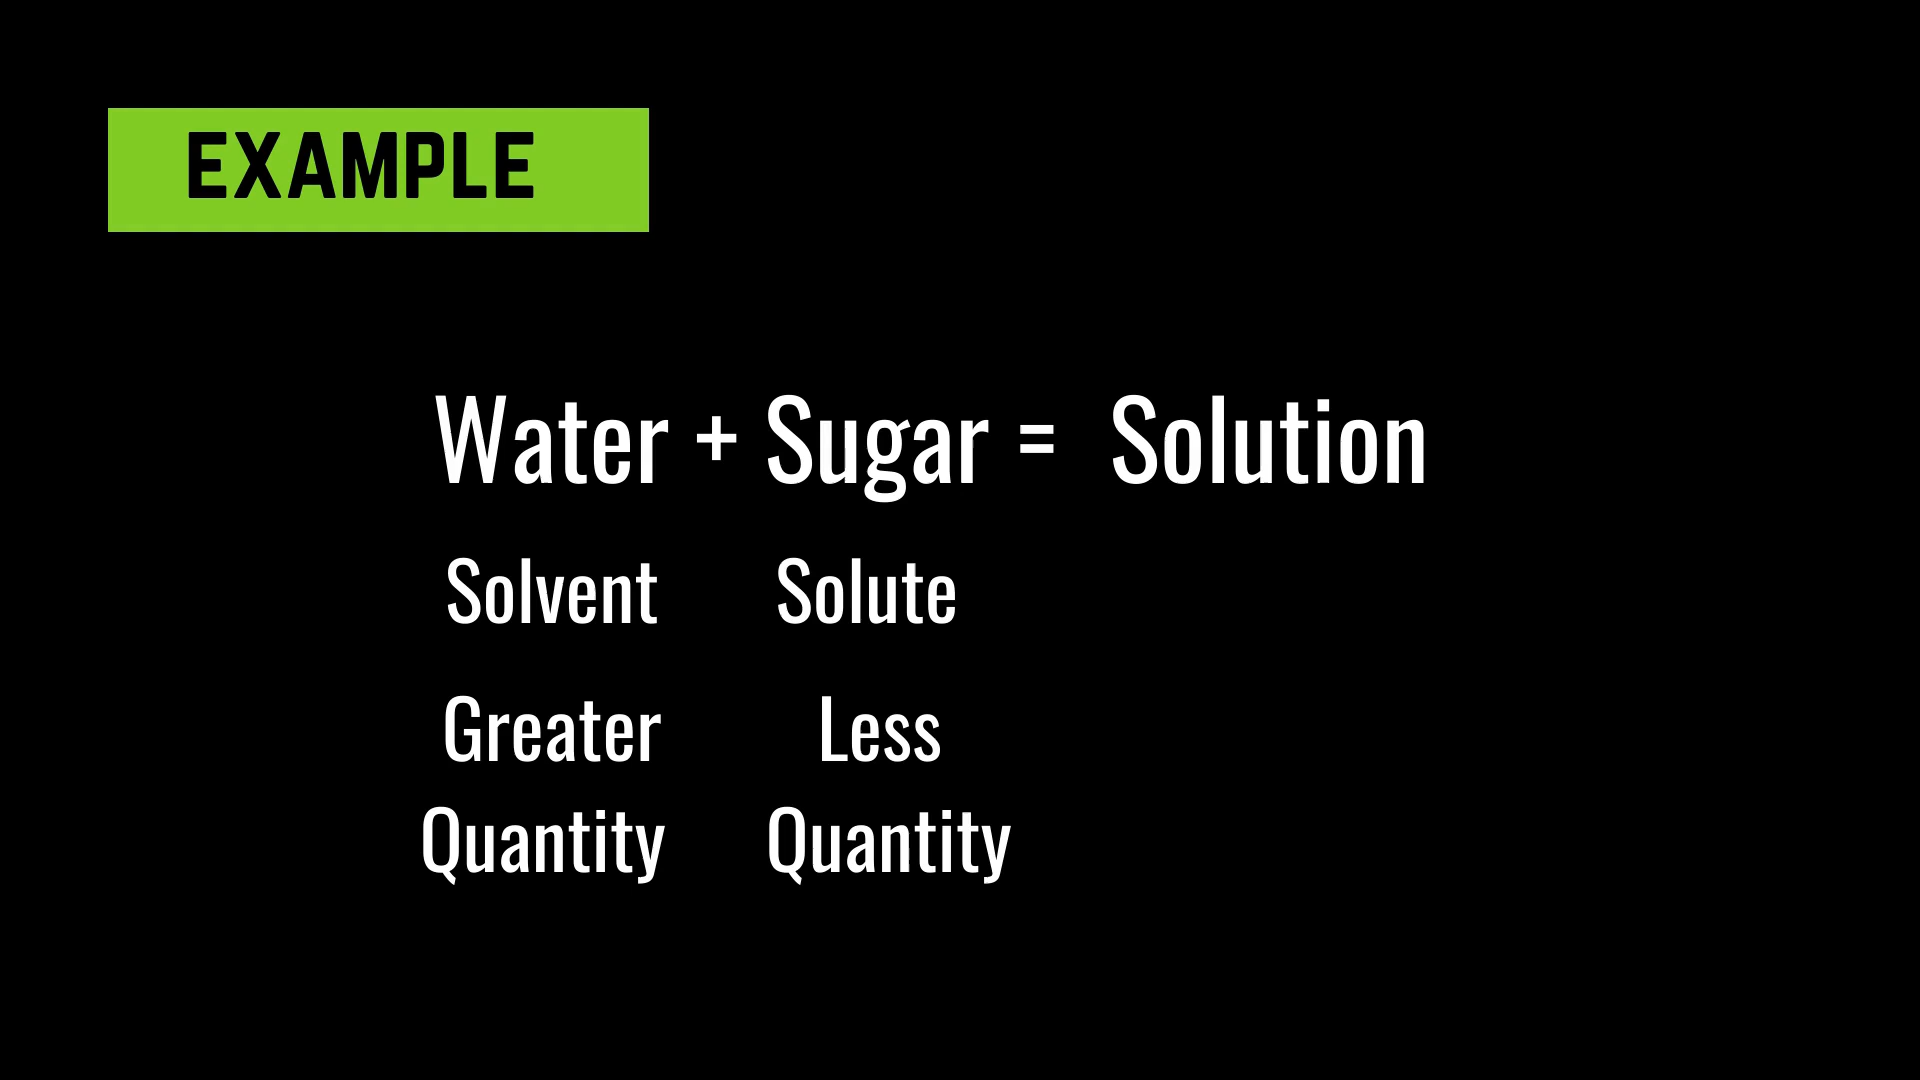 EXAMPLE
Water + Sugar = Solution
Solvent Solute
Greater Less
Quantity Quantity